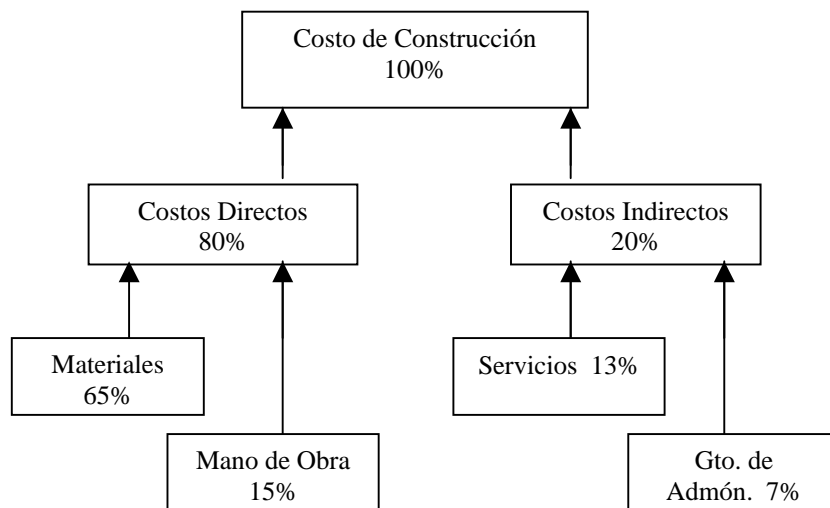 Costo de Construcción
100%
Costos Directos
80%
Costos Indirectos
20%
Materiales
65%
Servicios 13%
Mano de Obra
15%
Gto. de
Admón. 7%